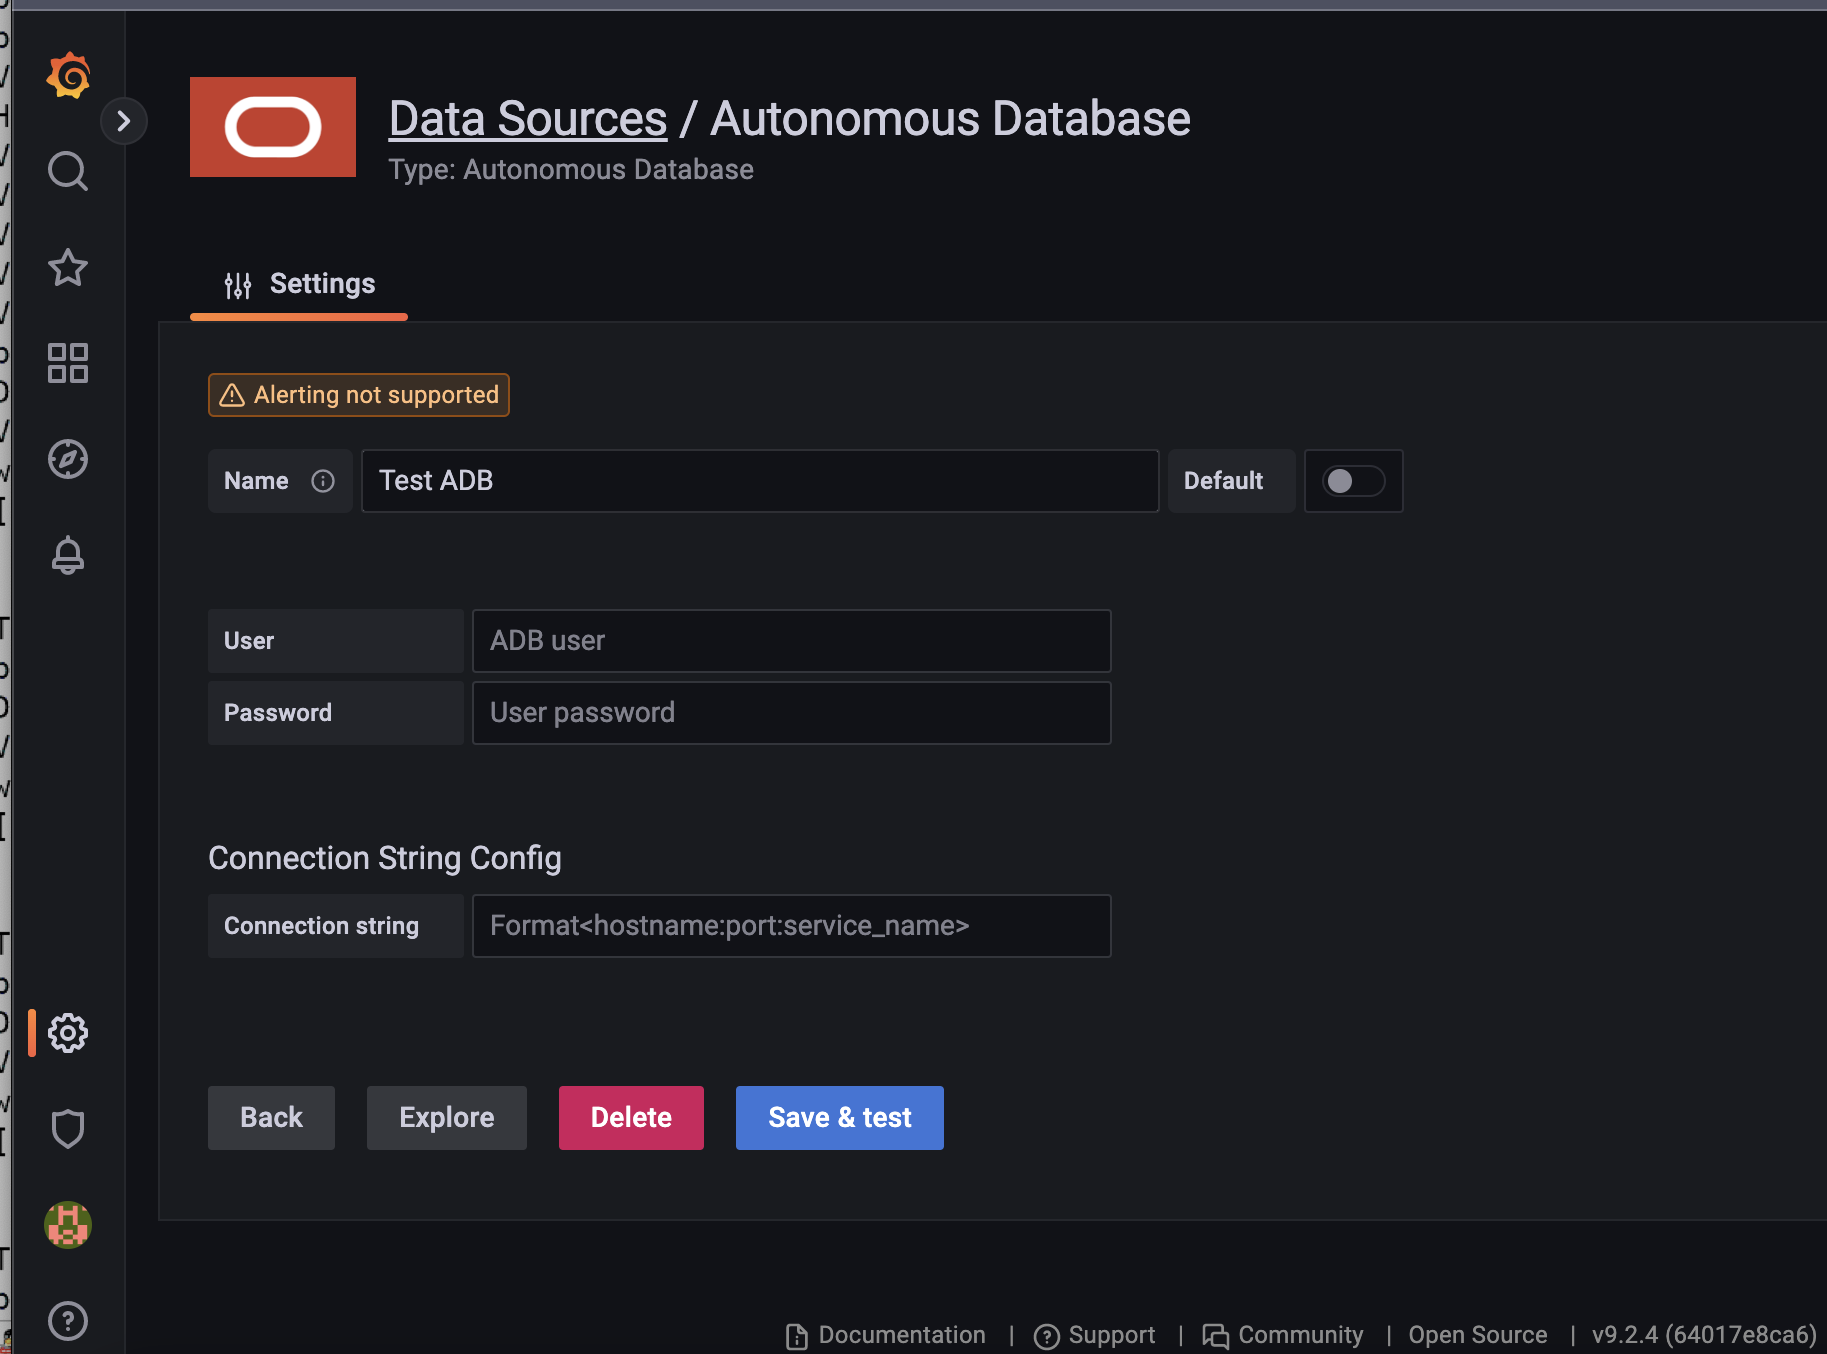 Data Sources / Autonomous Database
Type: Autonomous Database
Settings
Alerting not supported
Name Test ADB Default
User ADB user
Password User password
Connection String Config
Connection string Format<hostname:port:service_name>
Back Explore Delete Save & test
Documentation | Support | Community | Open Source | v9.2.4 (64017e8ca6)